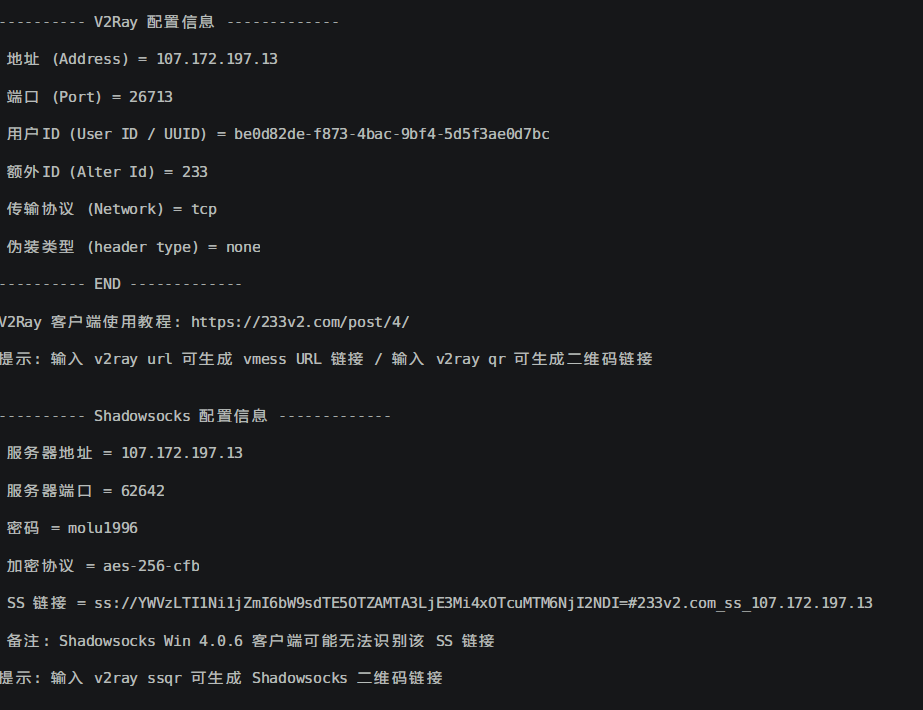 ---------- V2Ray 配置信息 -------------
地址 (Address) = 107.172.197.13
端口 (Port) = 26713
用户ID (User ID / UUID) = be0d82de-f873-4bac-9bf4-5d5f3ae0d7bc
额外ID (Alter Id) = 233
传输协议 (Network) = tcp
伪装类型 (header type) = none
---------- END -------------
V2Ray 客户端使用教程: https://233v2.com/post/4/
提示: 输入 v2ray url 可生成 vmess URL 链接 / 输入 v2ray qr 可生成二维码链接
---------- Shadowsocks 配置信息 -------------
服务器地址 = 107.172.197.13
服务器端口 = 62642
密码 = molu1996
加密协议 = aes-256-cfb
SS 链接 = ss://YWVzLTI1Ni1jZmI6bW9sdTE5OTZAMTA3LjE3Mi4xOTcuMTM6NjI2NDI=#233v2.com_ss_107.172.197.13
备注: Shadowsocks Win 4.0.6 客户端可能无法识别该 SS 链接
提示: 输入 v2ray ssqr 可生成 Shadowsocks 二维码链接